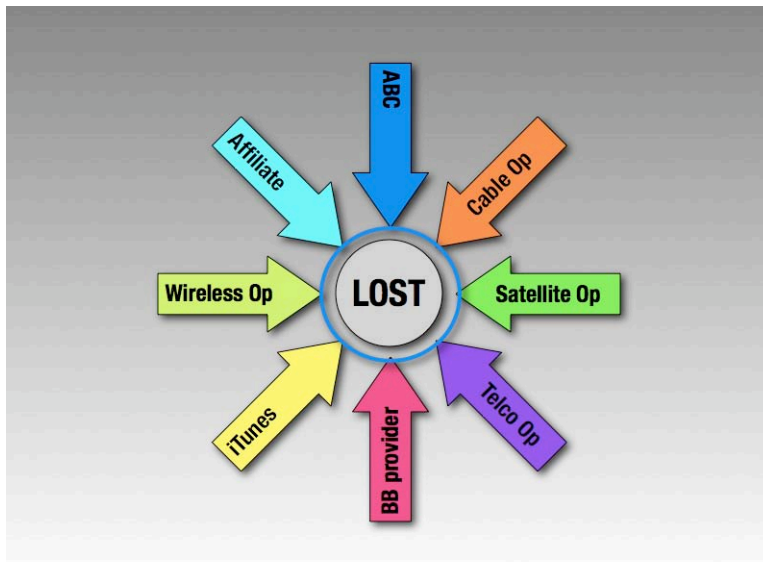 ABC
Affiliate
Cable Op
Wireless Op
LOST
Satellite Op
iTunes
BB provider
Telco Op